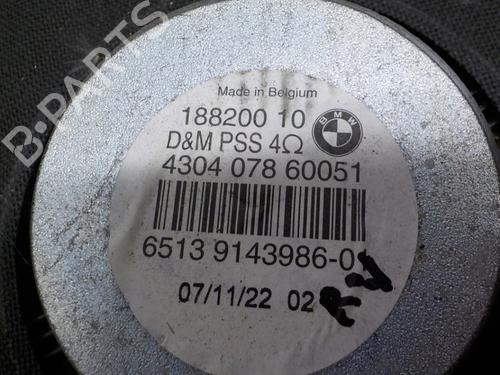 B-PARTS
Made in Belgium
188200 10
BMW
D&M PSS 4Ω
4304 078 60051
6513 9143986-0
07/11/22 02